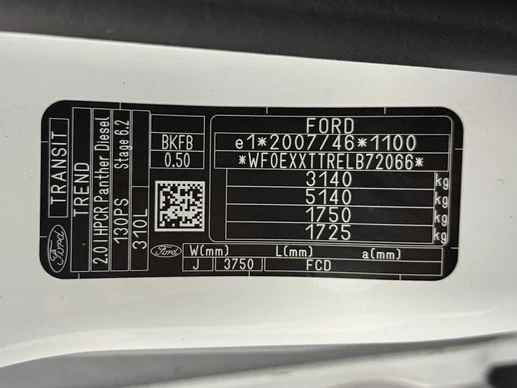 TRANSIT
TREND
2.0 HPCR Panther Diesel
130PS Stage 6.2
310L
Ford
BKFB
0.50
FORD
e1*2007/46*1100
*WF0EXXTTRELB72066*
3140 kg
5140 kg
1750 kg
1725 kg
Ford
W(mm) L(mm) a(mm)
J 3750 FCD